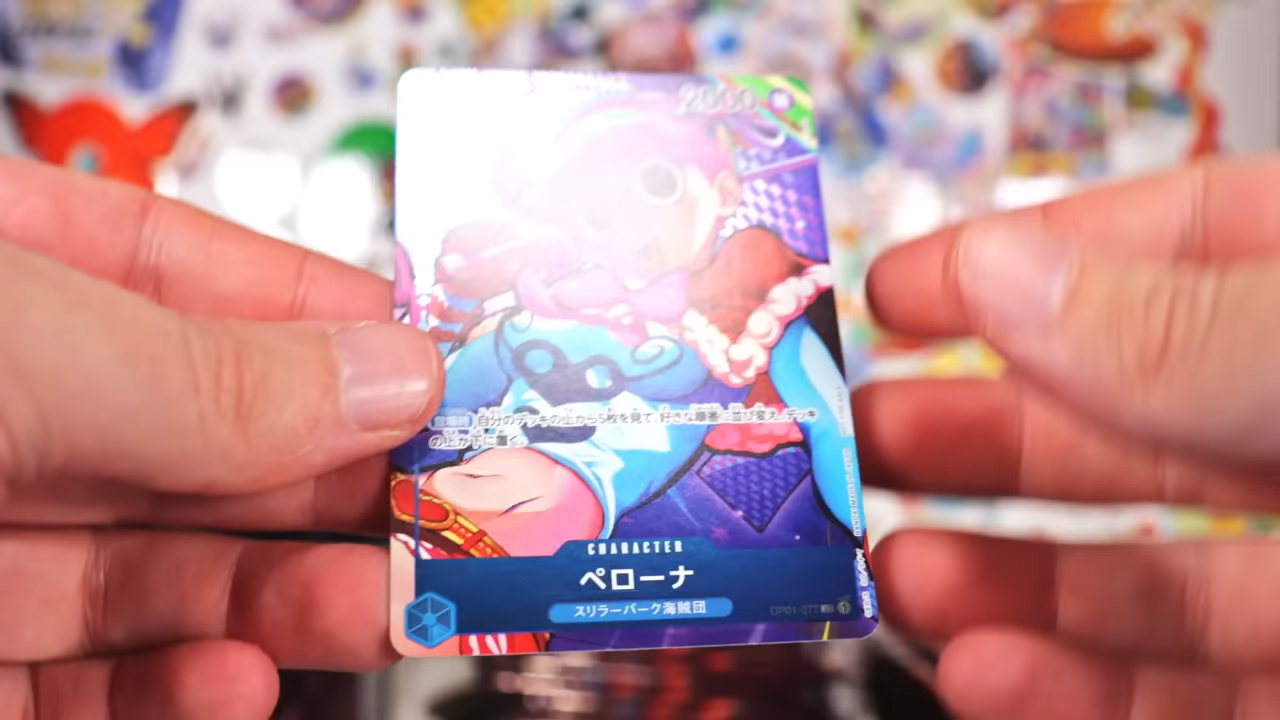 2000
【登場時】自分のデッキの上から5枚を見て、好きな順番に並び変え、デッキ
の上か下に置く。
CHARACTER
ペローナ
スリラーバーク海賊団
OP01-077